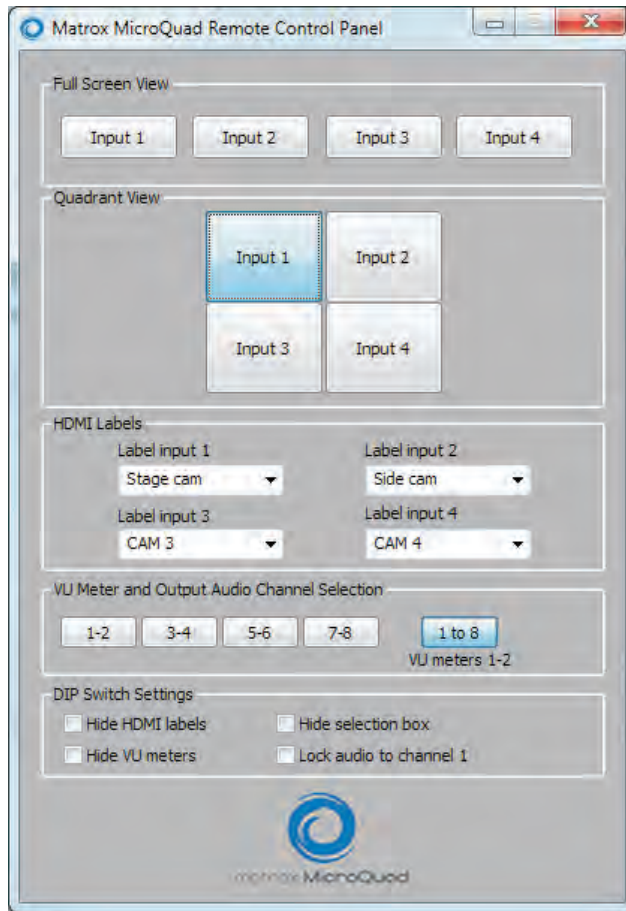 Matrox MicroQuad Remote Control Panel
Full Screen View
Input 1 Input 2 Input 3 Input 4
Quadrant View
Input 1 Input 2
Input 3 Input 4
HDMI Labels
Label input 1 Label input 2
Stage cam Side cam
Label input 3 Label input 4
CAM 3 CAM 4
VU Meter and Output Audio Channel Selection
1-2 3-4 5-6 7-8 1 to 8
VU meters 1-2
DIP Switch Settings
Hide HDMI labels Hide selection box
Hide VU meters Lock audio to channel 1
matrox MicroQuad